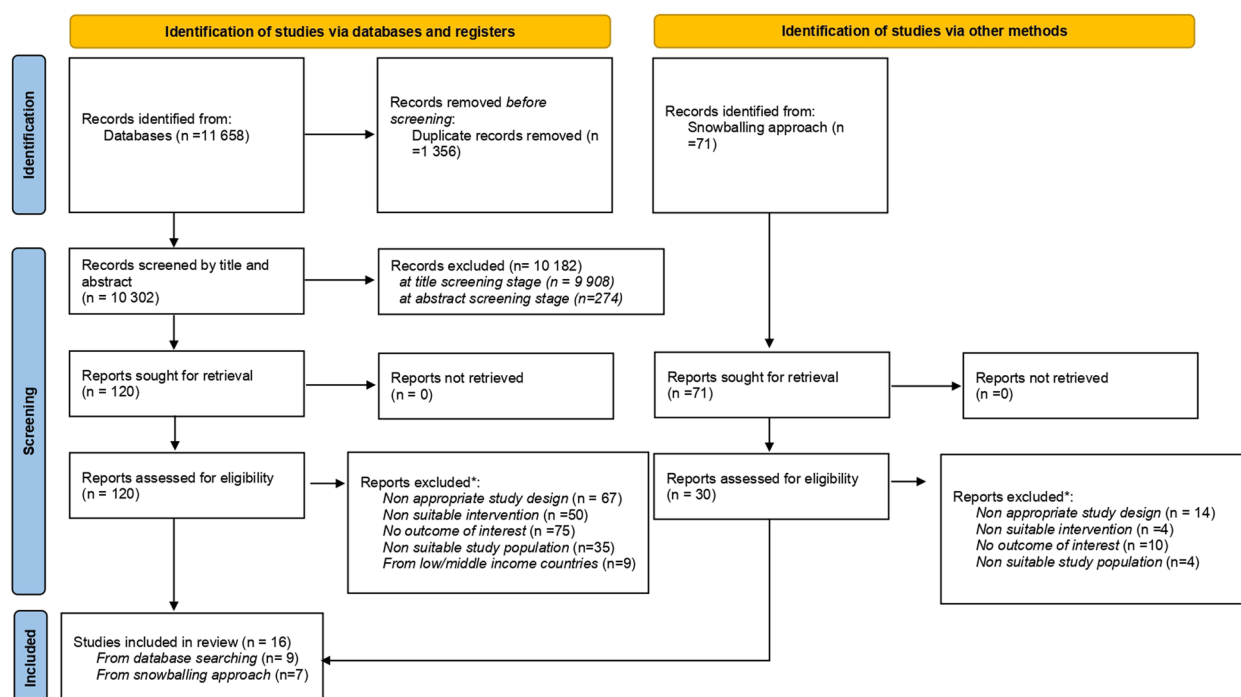 Identification of studies via databases and registers
Identification of studies via other methods
Identification
Records identified from:
Databases (n =11 658)
Records removed before
screening:
Duplicate records removed (n
=1 356)
Records identified from:
Snowballing approach (n
=71)
Screening
Records screened by title and
abstract
(n = 10 302)
Records excluded (n= 10 182)
at title screening stage (n = 9 908)
at abstract screening stage (n=274)
Reports sought for retrieval
(n = 120)
Reports not retrieved
(n = 0)
Reports sought for retrieval
(n =71)
Reports not retrieved
(n =0)
Reports assessed for eligibility
(n = 120)
Reports excluded*:
Non appropriate study design (n = 67)
Non suitable intervention (n =50)
No outcome of interest (n =75)
Non suitable study population (n=35)
From low/middle income countries (n=9)
Reports assessed for eligibility
(n = 30)
Reports excluded*:
Non appropriate study design (n = 14)
Non suitable intervention (n =4)
No outcome of interest (n =10)
Non suitable study population (n=4)
Included
Studies included in review (n = 16)
From database searching (n= 9)
From snowballing approach (n=7)